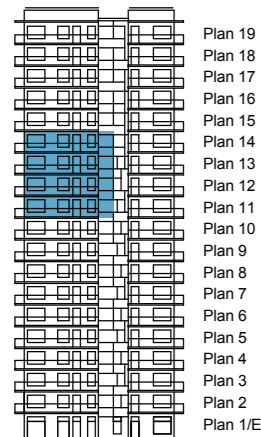 Plan 19
Plan 18
Plan 17
Plan 16
Plan 15
Plan 14
Plan 13
Plan 12
Plan 11
Plan 10
Plan 9
Plan 8
Plan 7
Plan 6
Plan 5
Plan 4
Plan 3
Plan 2
Plan 1/E